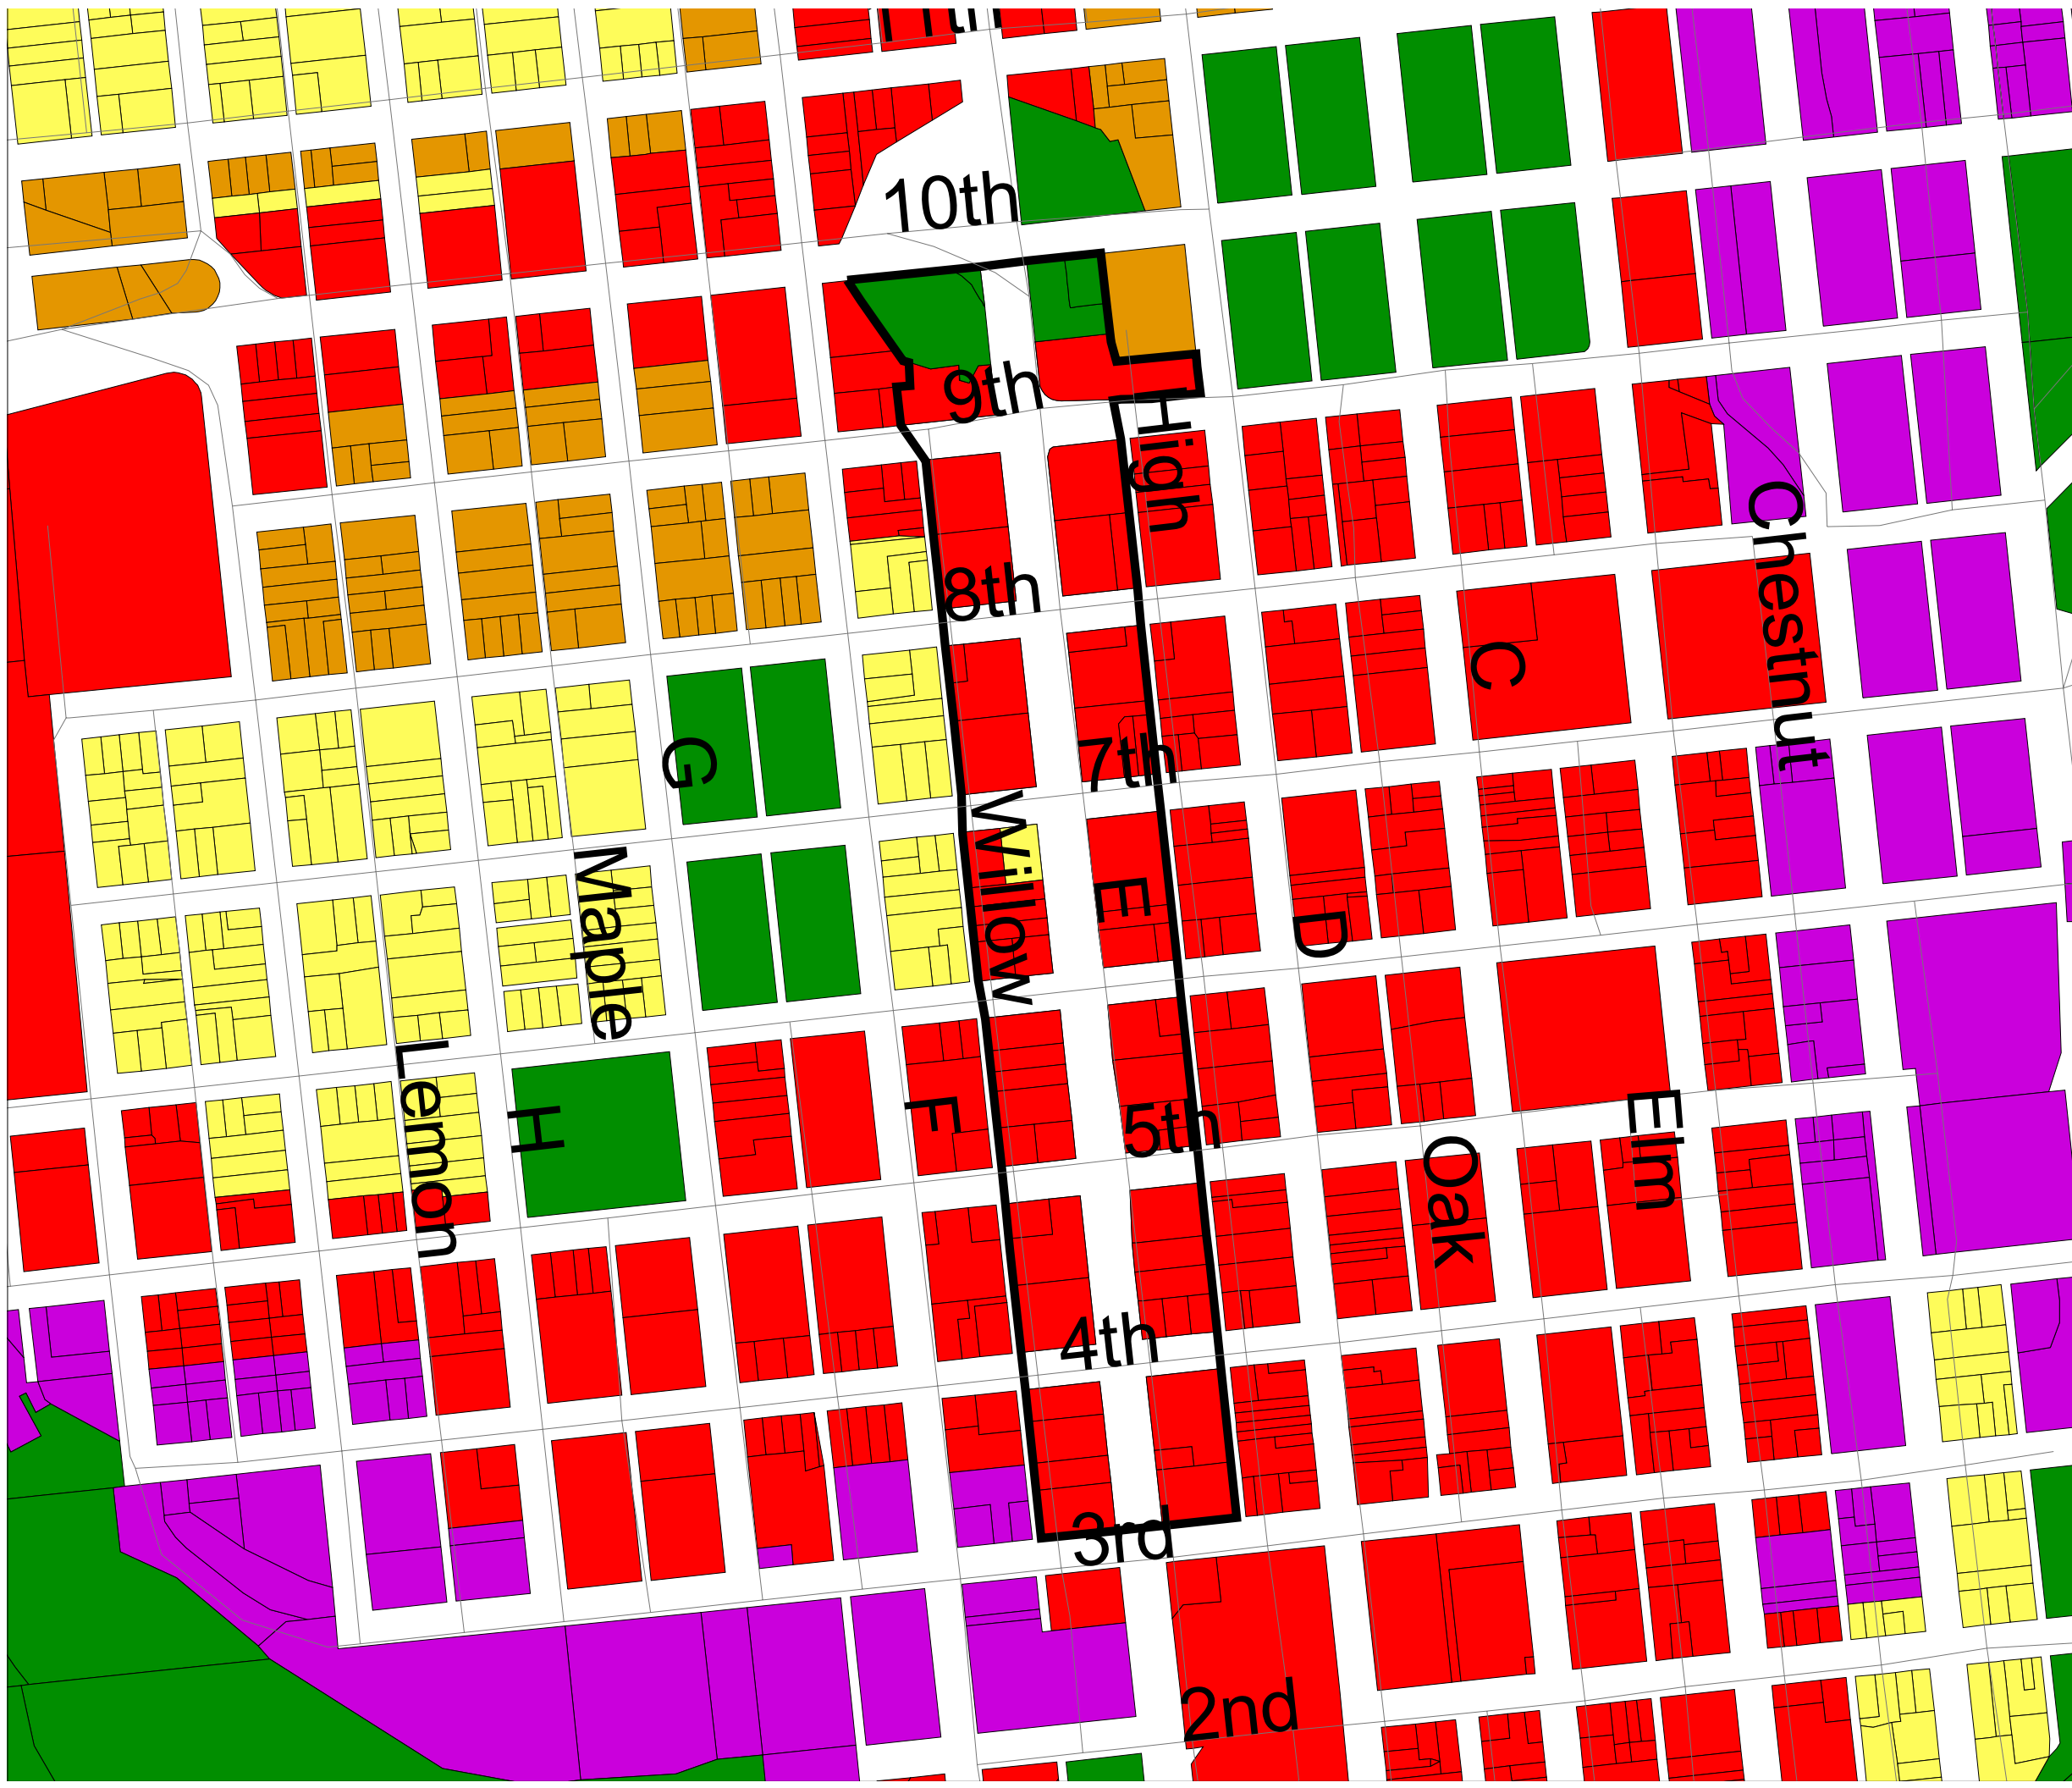 10th
9th
High
8th
Chestnut
C
7th
G
Willow
E
D
Maple
Lemon
H
F
5th
Elm
Oak
4th
3rd
2nd